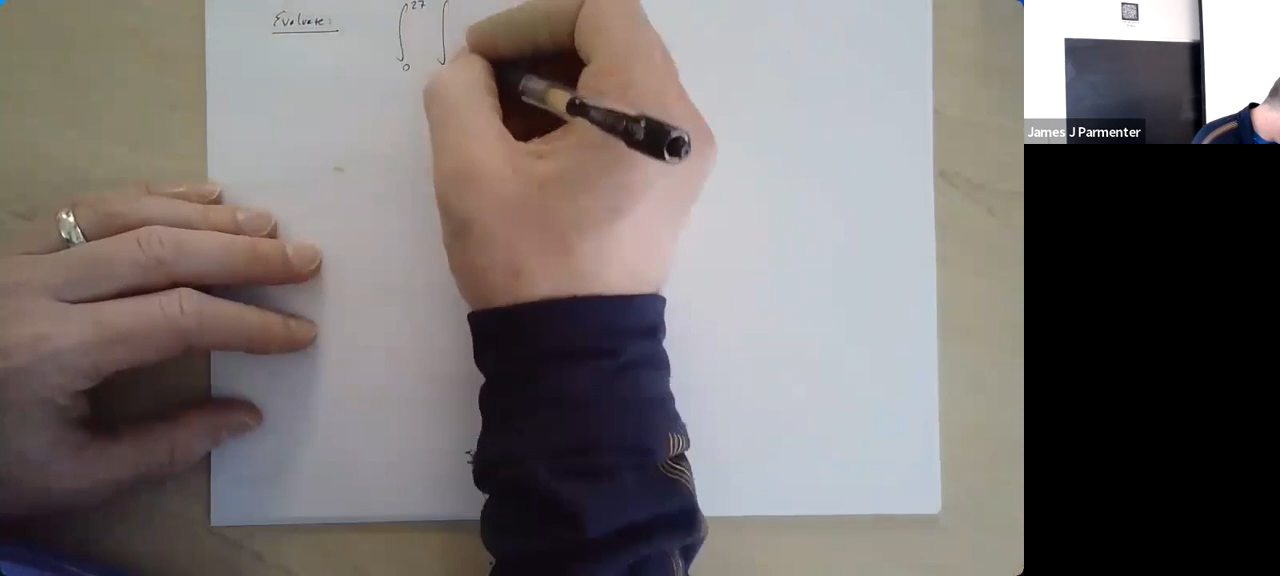 Evaluate: ∫₀²⁷ ∫
James J Parmenter